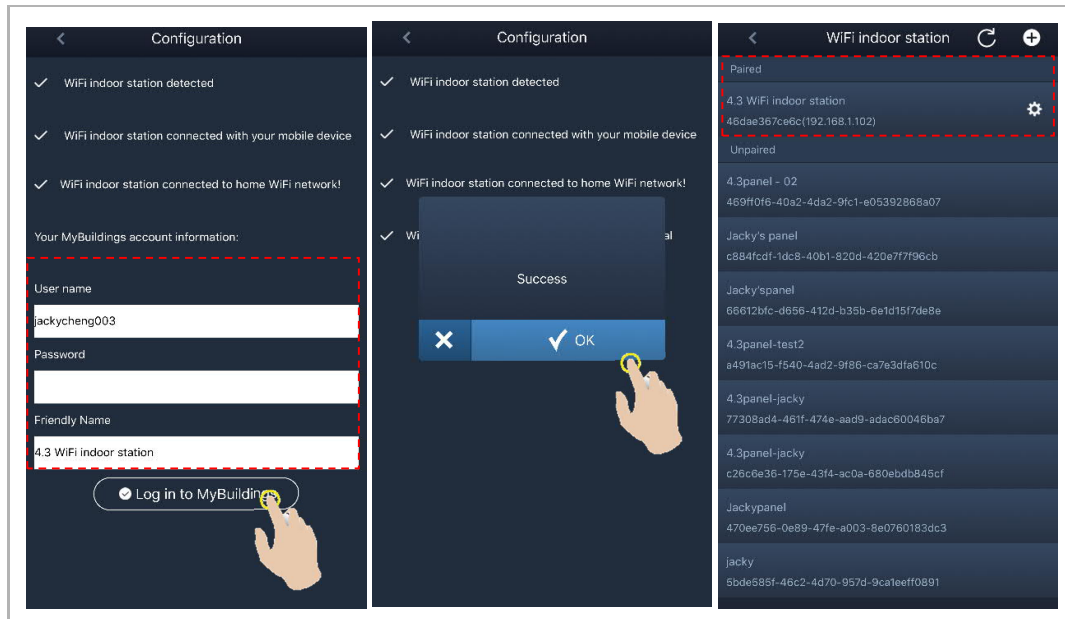 Configuration
WiFi indoor station detected
WiFi indoor station connected with your mobile device
WiFi indoor station connected to home WiFi network!
Your MyBuildings account information:
User name
jackycheng003
Password
Friendly Name
4.3 WiFi indoor station
Log in to MyBuildings
Configuration
WiFi indoor station detected
WiFi indoor station connected with your mobile device
WiFi indoor station connected to home WiFi network!
Wi al
Success
OK
WiFi indoor station
Paired
4.3 WiFi indoor station
46dae367ce6c(192.168.1.102)
Unpaired
4.3panel - 02
469ff0f6-40a2-4da2-9fc1-e05392868a07
Jacky's panel
c884fcdf-1dc8-40b1-820d-420e7f7f96cb
Jacky'spanel
66612bfc-d656-412d-b35b-6e1d15f7de8e
4.3panel-test2
a491ac15-f540-4ad2-9f86-ca7e3dfa610c
4.3panel-jacky
77308ad4-461f-474e-aad9-adac60046ba7
4.3panel-jacky
c26c6e36-175e-43f4-ac0a-680ebdb845cf
Jackypanel
470ee756-0e89-47fe-a003-8e0760183dc3
jacky
5bde585f-46c2-4d70-957d-9ca1eeff0891